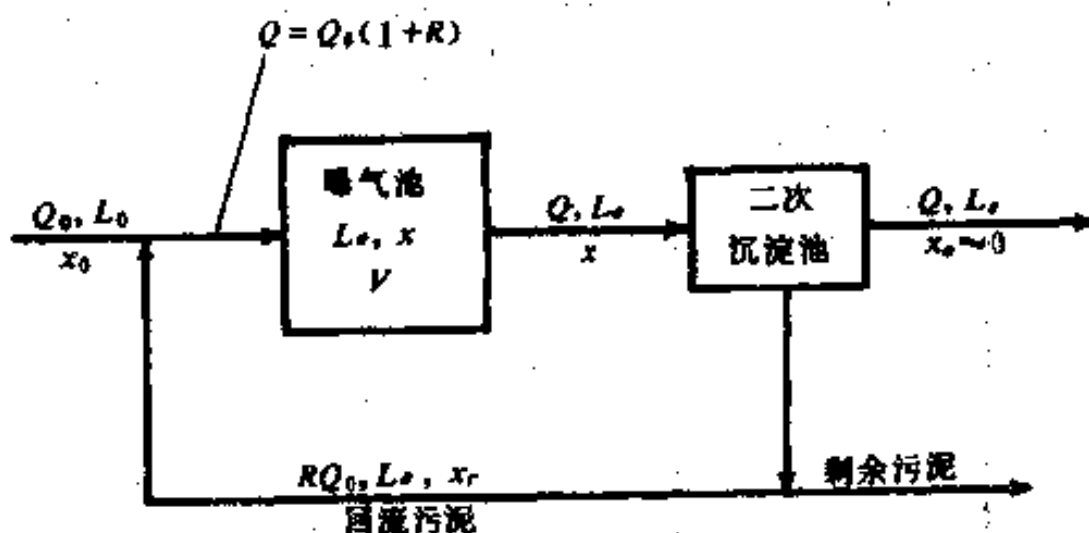 Q = Q₀(1+R)
曝气池
Lₑ, x
V
Q₀, L₀
x₀
Q, Lₑ
x
二次
沉淀池
Q, Lₑ
xₑ≈0
RQ₀, Lₑ, xᵣ
回流污泥
剩余污泥